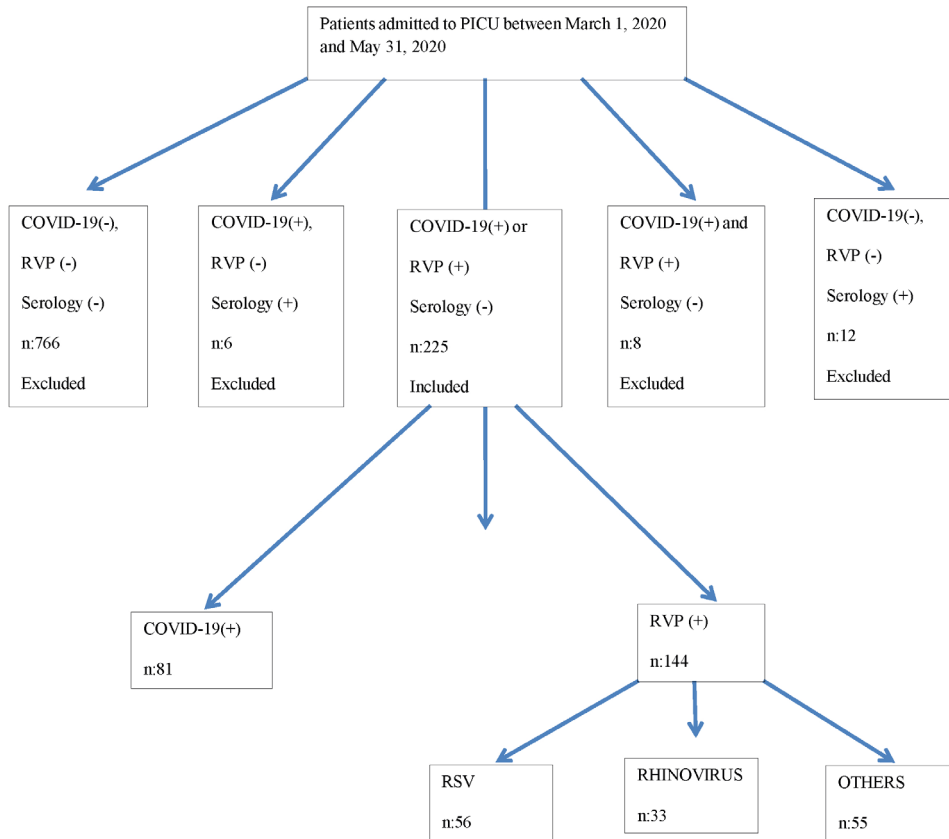 Patients admitted to PICU between March 1, 2020
and May 31, 2020
COVID-19(-),
RVP (-)
Serology (-)
n:766
Excluded
COVID-19(+),
RVP (-)
Serology (+)
n:6
Excluded
COVID-19(+) or
RVP (+)
Serology (-)
n:225
Included
COVID-19(+) and
RVP (+)
Serology (-)
n:8
Excluded
COVID-19(-),
RVP (-)
Serology (+)
n:12
Excluded
COVID-19(+)
n:81
RVP (+)
n:144
RSV
n:56
RHINOVIRUS
n:33
OTHERS
n:55